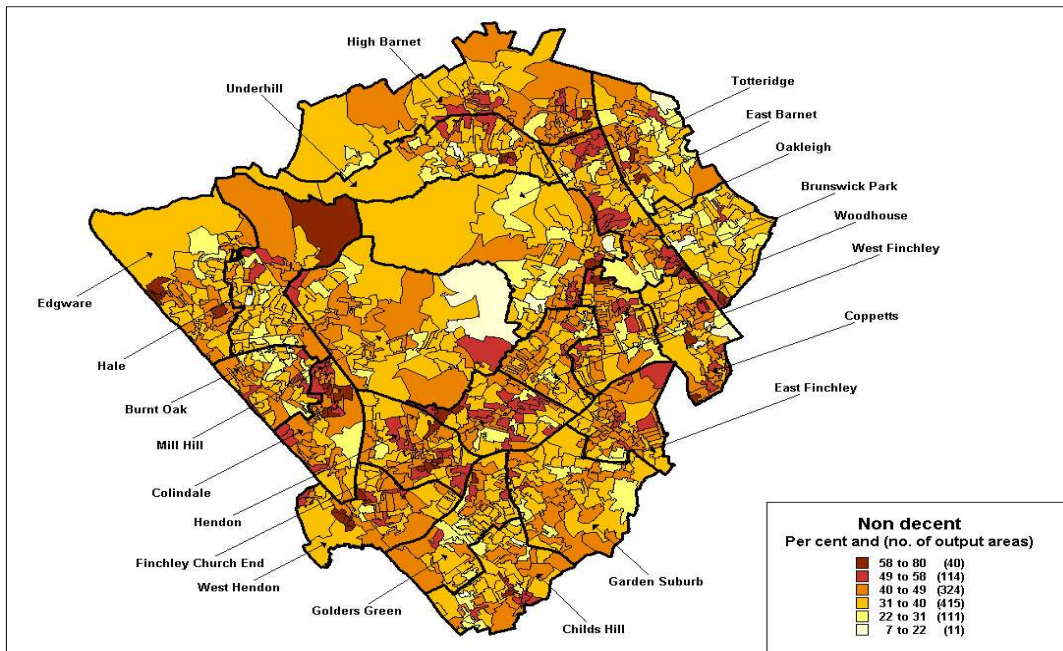 High Barnet
Underhill
Totteridge
East Barnet
Oakleigh
Brunswick Park
Woodhouse
West Finchley
Edgware
Coppetts
Hale
East Finchley
Burnt Oak
Mill Hill
Colindale
Hendon
Finchley Church End
West Hendon
Garden Suburb
Golders Green
Childs Hill
Non decent
Per cent and (no. of output areas)
58 to 80 (40)
49 to 58 (114)
40 to 49 (324)
31 to 40 (415)
22 to 31 (111)
7 to 22 (11)